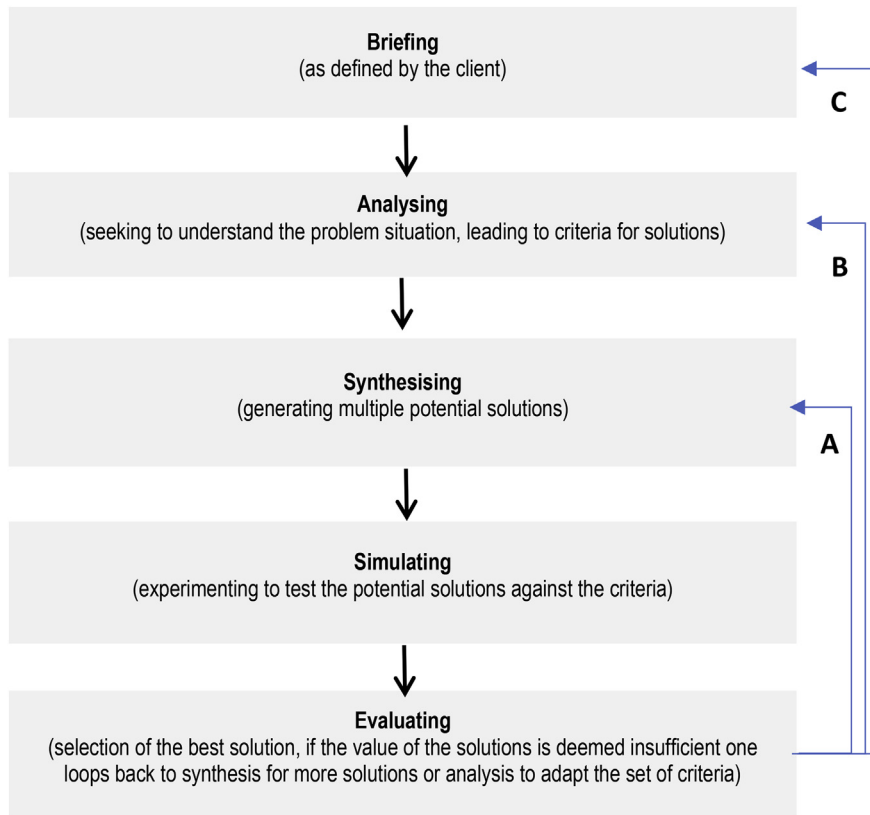 Briefing
(as defined by the client)
C
Analysing
(seeking to understand the problem situation, leading to criteria for solutions)
B
Synthesising
(generating multiple potential solutions)
A
Simulating
(experimenting to test the potential solutions against the criteria)
Evaluating
(selection of the best solution, if the value of the solutions is deemed insufficient one
loops back to synthesis for more solutions or analysis to adapt the set of criteria)